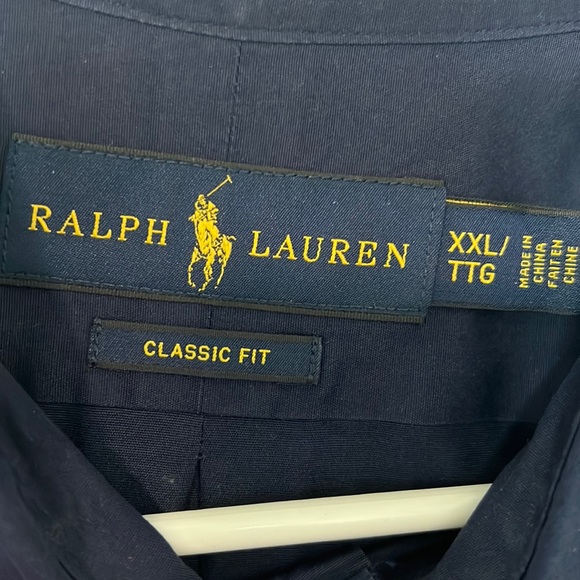 RALPH LAUREN
XXL/
TTG
MADE IN
CHINA
FAIT EN
CHINE
CLASSIC FIT